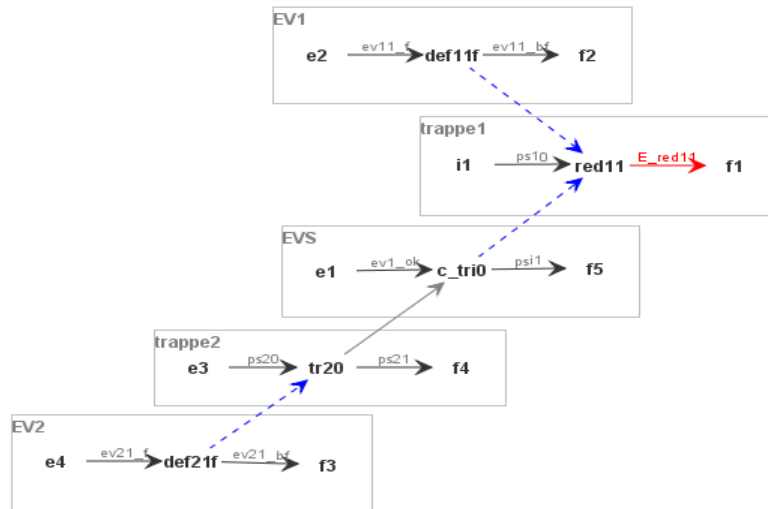 EV1
e2 ev11_f def11f ev11_bf f2
trappe1
i1 ps10 red11 E_red11 f1
EVS
e1 ev1_ok c_tri0 psi1 f5
trappe2
e3 ps20 tr20 ps21 f4
EV2
e4 ev21_f def21f ev21_bf f3